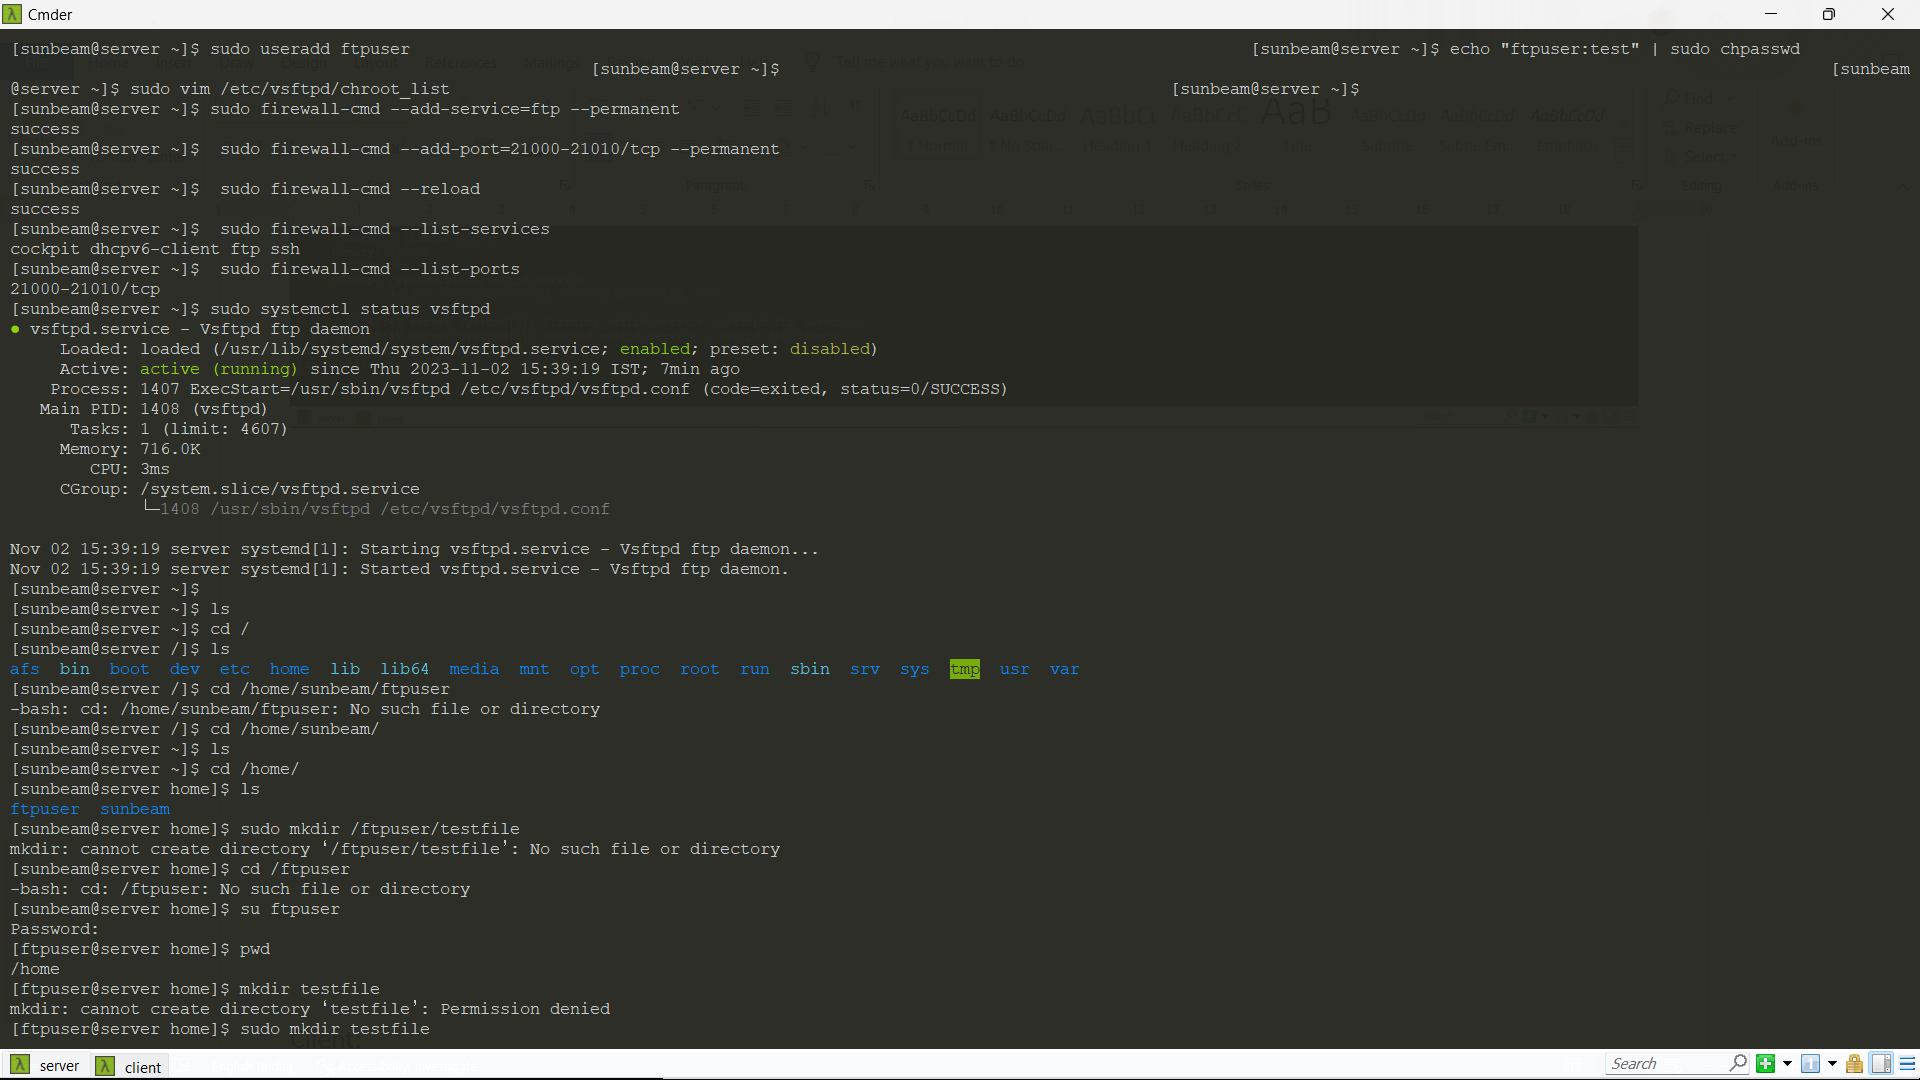 Cmder
[sunbeam@server ~]$ sudo useradd ftpuser [sunbeam@server ~]$ echo "ftpuser:test" | sudo chpasswd
[sunbeam@server ~]$ [sunbeam
@server ~]$ sudo vim /etc/vsftpd/chroot_list [sunbeam@server ~]$
[sunbeam@server ~]$ sudo firewall-cmd --add-service=ftp --permanent
success
[sunbeam@server ~]$  sudo firewall-cmd --add-port=21000-21010/tcp --permanent
success
[sunbeam@server ~]$  sudo firewall-cmd --reload
success
[sunbeam@server ~]$  sudo firewall-cmd --list-services
cockpit dhcpv6-client ftp ssh
[sunbeam@server ~]$  sudo firewall-cmd --list-ports
21000-21010/tcp
[sunbeam@server ~]$ sudo systemctl status vsftpd
● vsftpd.service - Vsftpd ftp daemon
Loaded: loaded (/usr/lib/systemd/system/vsftpd.service; enabled; preset: disabled)
Active: active (running) since Thu 2023-11-02 15:39:19 IST; 7min ago
Process: 1407 ExecStart=/usr/sbin/vsftpd /etc/vsftpd/vsftpd.conf (code=exited, status=0/SUCCESS)
Main PID: 1408 (vsftpd)
Tasks: 1 (limit: 4607)
Memory: 716.0K
CPU: 3ms
CGroup: /system.slice/vsftpd.service
└─1408 /usr/sbin/vsftpd /etc/vsftpd/vsftpd.conf
Nov 02 15:39:19 server systemd[1]: Starting vsftpd.service - Vsftpd ftp daemon...
Nov 02 15:39:19 server systemd[1]: Started vsftpd.service - Vsftpd ftp daemon.
[sunbeam@server ~]$
[sunbeam@server ~]$ ls
[sunbeam@server ~]$ cd /
[sunbeam@server /]$ ls
afs  bin  boot  dev  etc  home  lib  lib64  media  mnt  opt  proc  root  run  sbin  srv  sys  tmp  usr  var
[sunbeam@server /]$ cd /home/sunbeam/ftpuser
-bash: cd: /home/sunbeam/ftpuser: No such file or directory
[sunbeam@server /]$ cd /home/sunbeam/
[sunbeam@server ~]$ ls
[sunbeam@server ~]$ cd /home/
[sunbeam@server home]$ ls
ftpuser  sunbeam
[sunbeam@server home]$ sudo mkdir /ftpuser/testfile
mkdir: cannot create directory ‘/ftpuser/testfile’: No such file or directory
[sunbeam@server home]$ cd /ftpuser
-bash: cd: /ftpuser: No such file or directory
[sunbeam@server home]$ su ftpuser
Password:
[ftpuser@server home]$ pwd
/home
[ftpuser@server home]$ mkdir testfile
mkdir: cannot create directory ‘testfile’: Permission denied
[ftpuser@server home]$ sudo mkdir testfile
server client Search